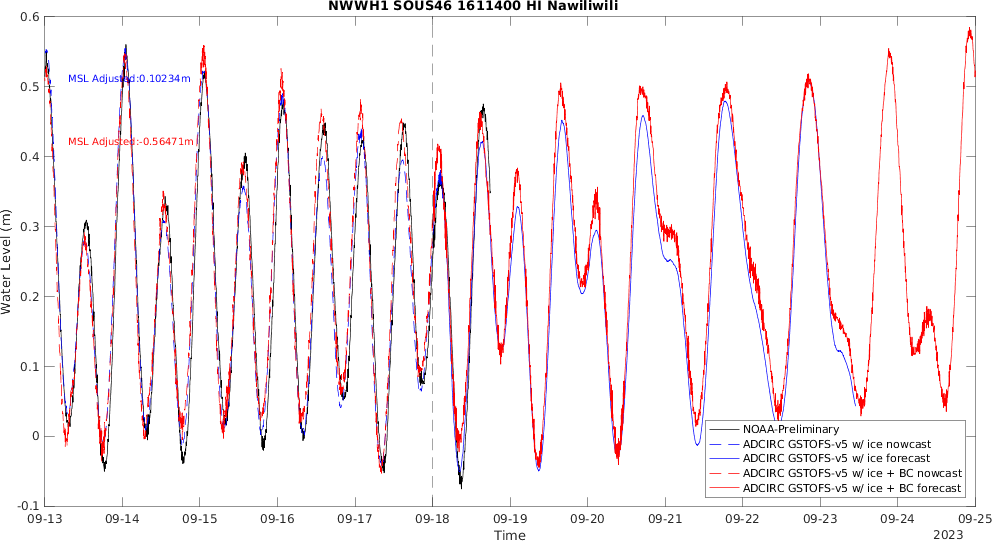 NWWH1 SOUS46 1611400 HI Nawiliwili
0.6
0.5
0.4
0.3
0.2
0.1
0
-0.1
Water Level (m)
MSL Adjusted:0.10234m
MSL Adjusted:-0.56471m
NOAA-Preliminary
ADCIRC GSTOFS-v5 w/ ice nowcast
ADCIRC GSTOFS-v5 w/ ice forecast
ADCIRC GSTOFS-v5 w/ ice + BC nowcast
ADCIRC GSTOFS-v5 w/ ice + BC forecast
09-13 09-14 09-15 09-16 09-17 09-18 09-19 09-20 09-21 09-22 09-23 09-24 09-25
Time
2023